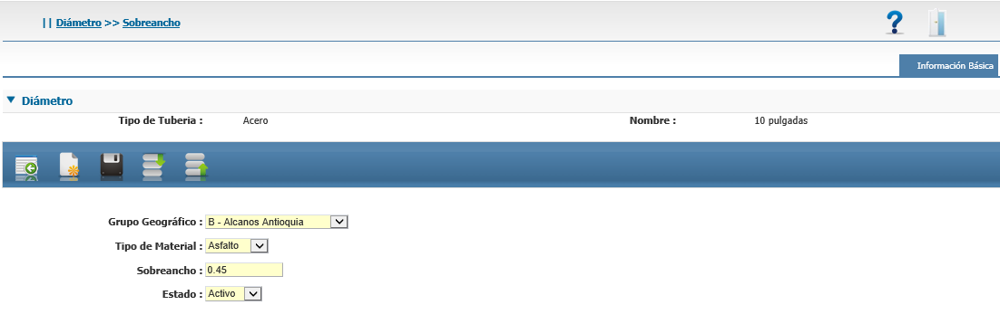 || Diámetro >> Sobreancho
Información Básica
Diámetro
Tipo de Tuberia : Acero Nombre : 10 pulgadas
Grupo Geográfico : B - Alcanos Antioquia
Tipo de Material : Asfalto
Sobreancho : 0.45
Estado : Activo